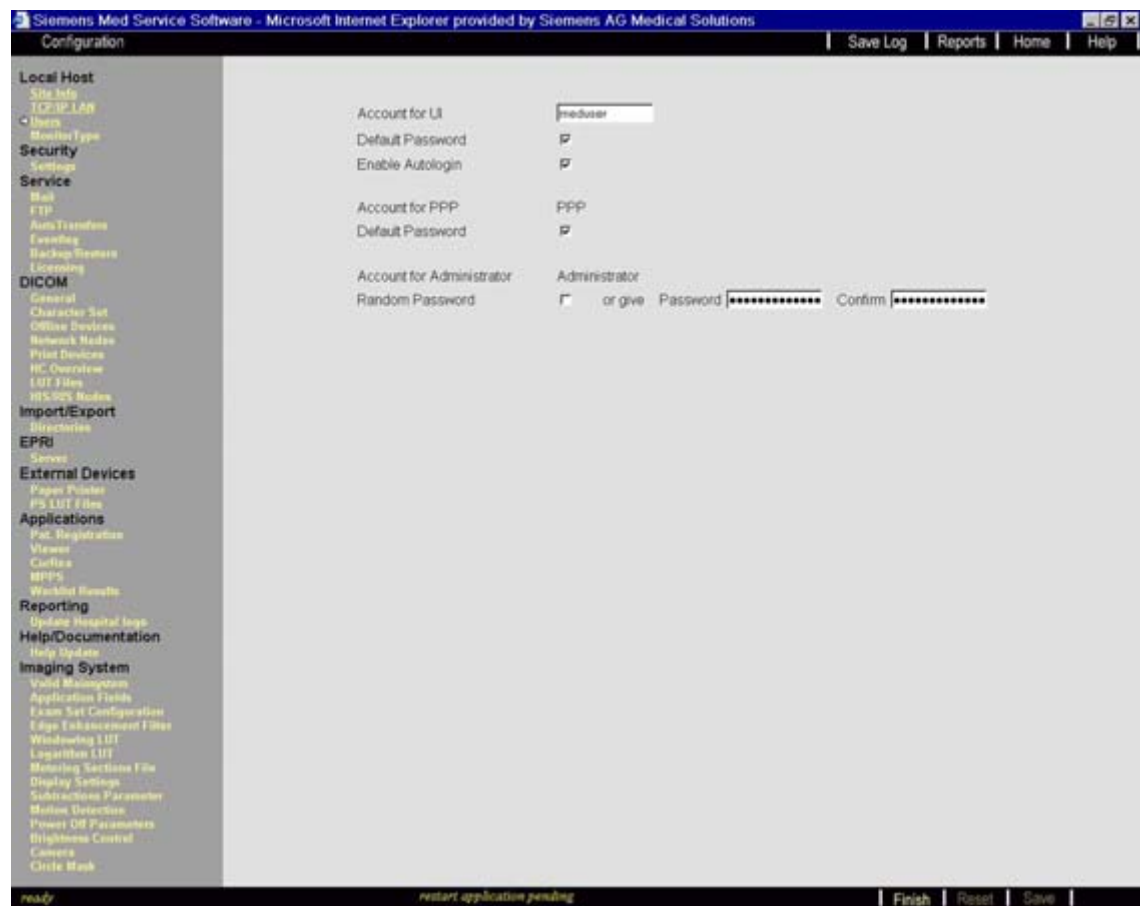 Siemens Med Service Software - Microsoft Internet Explorer provided by Siemens AG Medical Solutions
Configuration
Save Log
Reports
Home
Help
Local Host
Site Info
TCP/IP LAN
Users
MonitorType
Security
Settings
Service
Mail
FTP
AutoTransfers
Eventlog
Backup/Restore
Licensing
DICOM
General
Character Set
Offline Devices
Network Nodes
Print Devices
HC Overview
LUT Files
HIS/RIS Nodes
Import/Export
Directories
EPRI
Server
External Devices
Paper Printer
PS LUT Files
Applications
Pat. Registration
Viewer
MPPS
Worklist Results
Reporting
Update Hospital logo
Help/Documentation
Help Update
Imaging System
Valid Mainsystem
Application Fields
Exam Set Configuration
Edge Enhancement Filter
Windowing LUT
Logarithm LUT
Sections File
Display Settings
Subtractions Parameter
Motion Detection
Power Off Parameters
Brightness Control
Camera
Circle Mask
Account for UI meduser
Default Password
Enable Autologin
Account for PPP PPP
Default Password
Account for Administrator Administrator
Random Password or give Password ••••••••••••• Confirm •••••••••••••
ready
restart application pending
Finish
Reset
Save